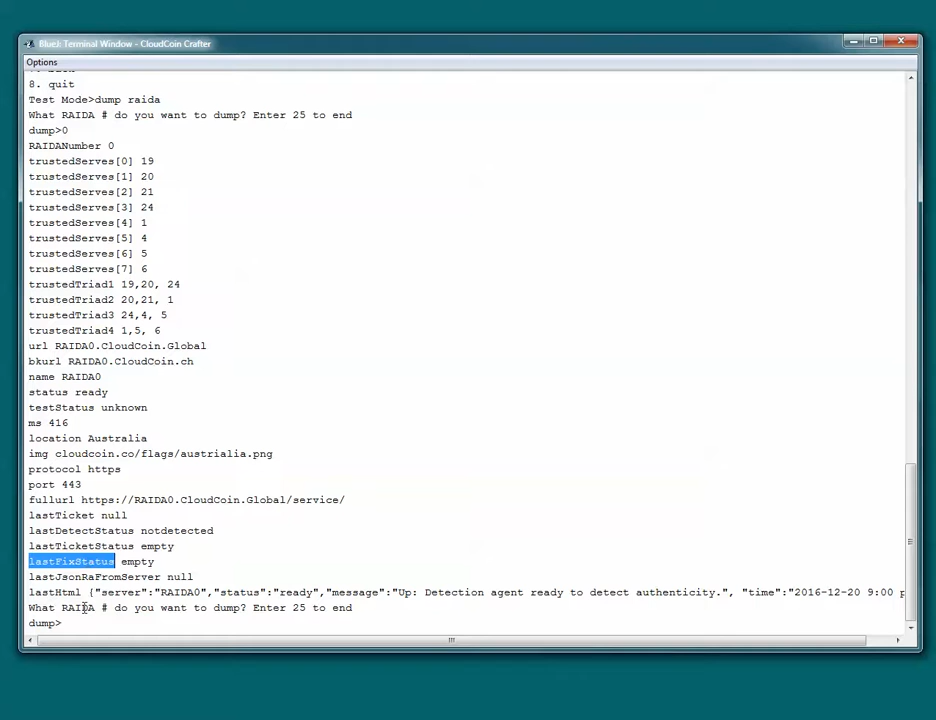 BlueJ: Terminal Window - CloudCoin Crafter
Options
8. quit
Test Mode>dump raida
What RAIDA # do you want to dump? Enter 25 to end
dump>0
RAIDANumber 0
trustedServes[0] 19
trustedServes[1] 20
trustedServes[2] 21
trustedServes[3] 24
trustedServes[4] 1
trustedServes[5] 4
trustedServes[6] 5
trustedServes[7] 6
trustedTriad1 19,20, 24
trustedTriad2 20,21, 1
trustedTriad3 24,4, 5
trustedTriad4 1,5, 6
url RAIDA0.CloudCoin.Global
bkurl RAIDA0.CloudCoin.ch
name RAIDA0
status ready
testStatus unknown
ms 416
location Australia
img cloudcoin.co/flags/austrialia.png
protocol https
port 443
fullurl https://RAIDA0.CloudCoin.Global/service/
lastTicket null
lastDetectStatus notdetected
lastTicketStatus empty
lastFixStatus empty
lastJsonRaFromServer null
lastHtml {"server":"RAIDA0","status":"ready","message":"Up: Detection agent ready to detect authenticity.", "time":"2016-12-20 9:00 p
What RAIDA # do you want to dump? Enter 25 to end
dump>